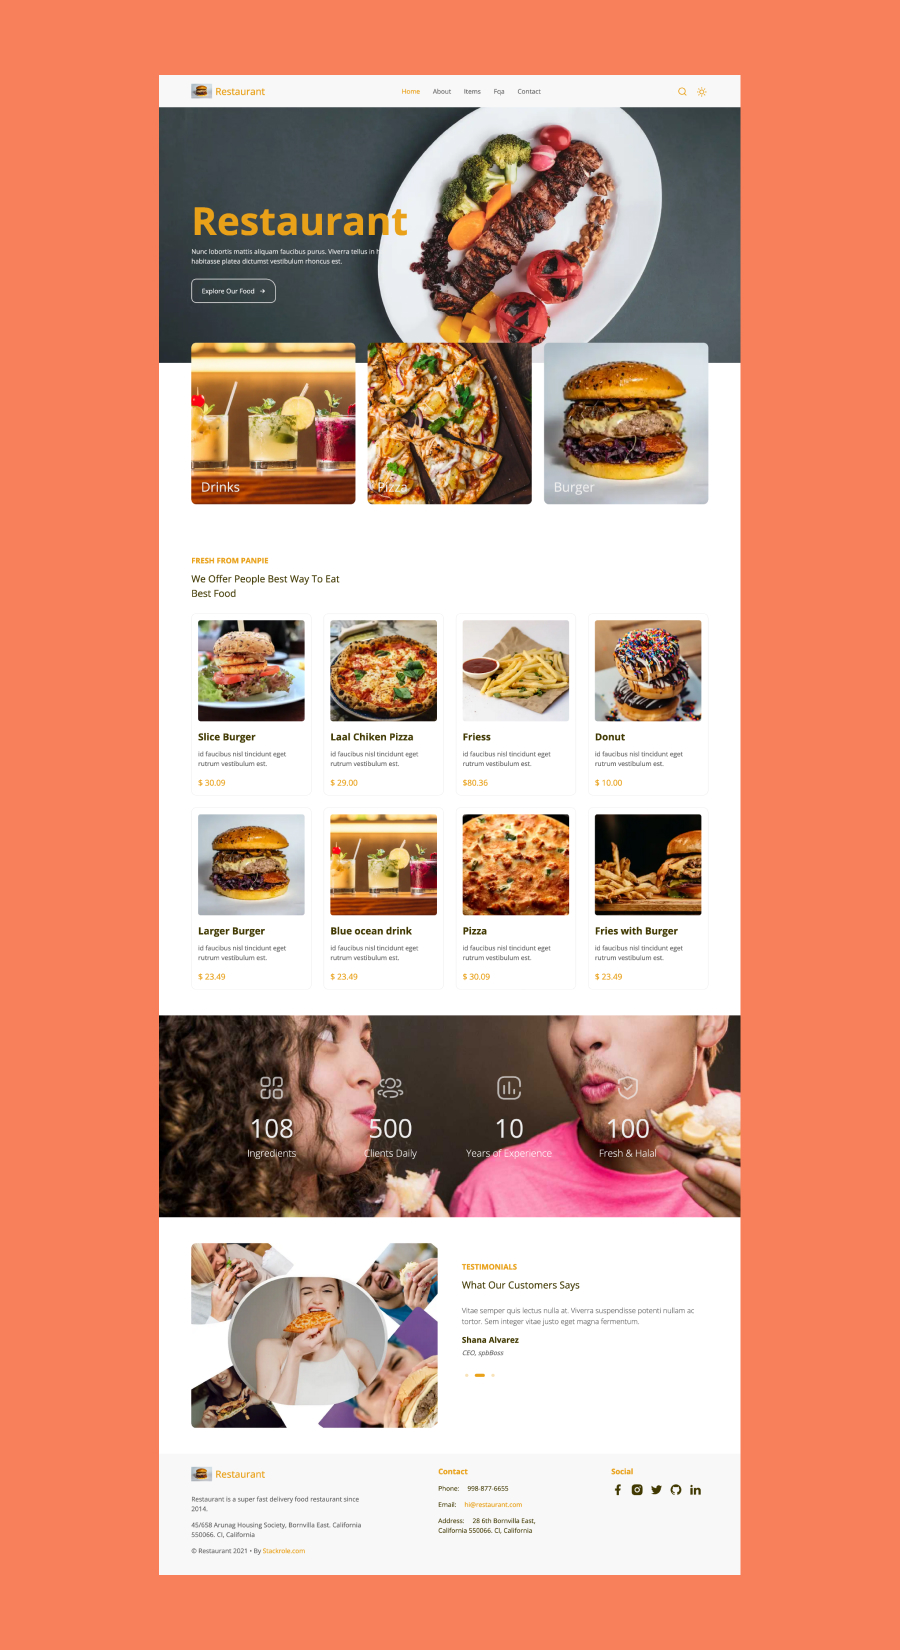 Restaurant
Home About Items Fqa Contact
Restaurant
Nunc lobortis mattis aliquam faucibus purus. Viverra tellus in h
habitasse platea dictumst vestibulum rhoncus est.
Explore Our Food
Drinks
Pizza
Burger
FRESH FROM PANPIE
We Offer People Best Way To Eat
Best Food
Slice Burger
id faucibus nisl tincidunt eget
rutrum vestibulum est.
$ 30.09
Laal Chiken Pizza
id faucibus nisl tincidunt eget
rutrum vestibulum est.
$ 29.00
Friess
id faucibus nisl tincidunt eget
rutrum vestibulum est.
$80.36
Donut
id faucibus nisl tincidunt eget
rutrum vestibulum est.
$ 10.00
Larger Burger
id faucibus nisl tincidunt eget
rutrum vestibulum est.
$ 23.49
Blue ocean drink
id faucibus nisl tincidunt eget
rutrum vestibulum est.
$ 23.49
Pizza
id faucibus nisl tincidunt eget
rutrum vestibulum est.
$ 30.09
Fries with Burger
id faucibus nisl tincidunt eget
rutrum vestibulum est.
$ 23.49
108
Ingredients
500
Clients Daily
10
Years of Experience
100
Fresh & Halal
TESTIMONIALS
What Our Customers Says
Vitae semper quis lectus nulla at. Viverra suspendisse potenti nullam ac
tortor. Sem integer vitae justo eget magna fermentum.
Shana Alvarez
CEO, spbBoss
Restaurant
Restaurant is a super fast delivery food restaurant since
2014.
45/658 Arunag Housing Society, Bornvilla East. California
550066. CI, California
© Restaurant 2021 • By Stackrole.com
Contact
Phone: 998-877-6655
Email: hi@restaurant.com
Address: 28 6th Bornvilla East,
California 550066. CI, California
Social